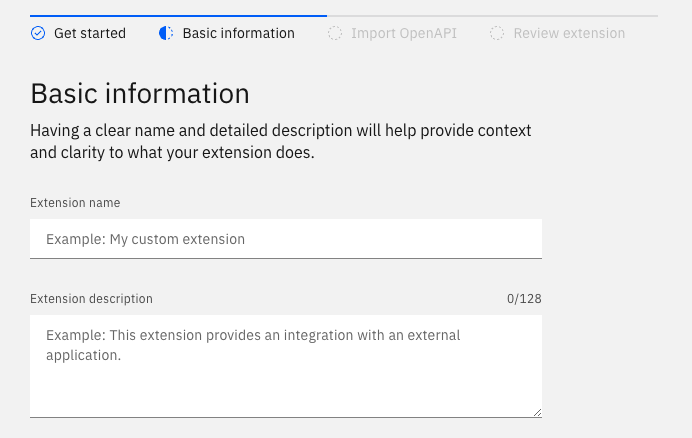 Get started Basic information Import OpenAPI Review extension
Basic information
Having a clear name and detailed description will help provide context
and clarity to what your extension does.
Extension name
Example: My custom extension
Extension description 0/128
Example: This extension provides an integration with an external
application.